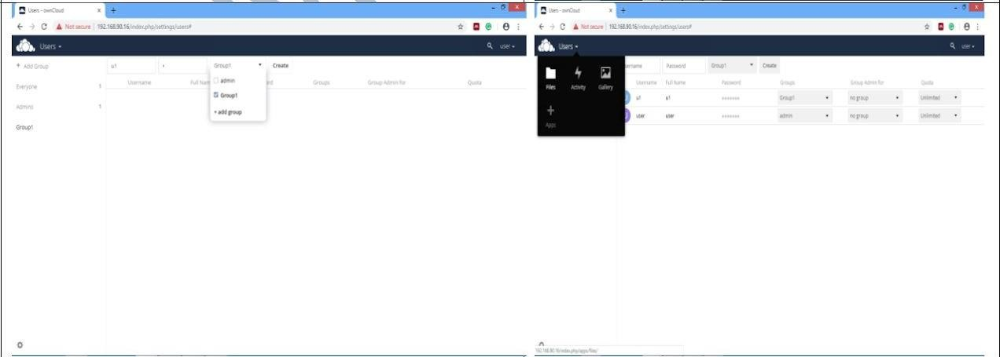 Users - ownCloud
Not secure | 192.168.90.16/index.php/settings/users#
Users
user
+ Add Group
u1
Group1
Create
admin
Group1
+ add group
Username
Full Nam
Groups
Group Admin for
Quota
Everyone 1
Admins 1
Group1
Users - ownCloud
Not secure | 192.168.90.16/index.php/settings/users#
Users
user
Files
Activity
Gallery
Apps
ername
Password
Group1
Create
Username Full Name Password Groups Group Admin for Quota
u1 u1 Group1 no group Unlimited
user user admin no group Unlimited
192.168.90.16/index.php/apps/files/